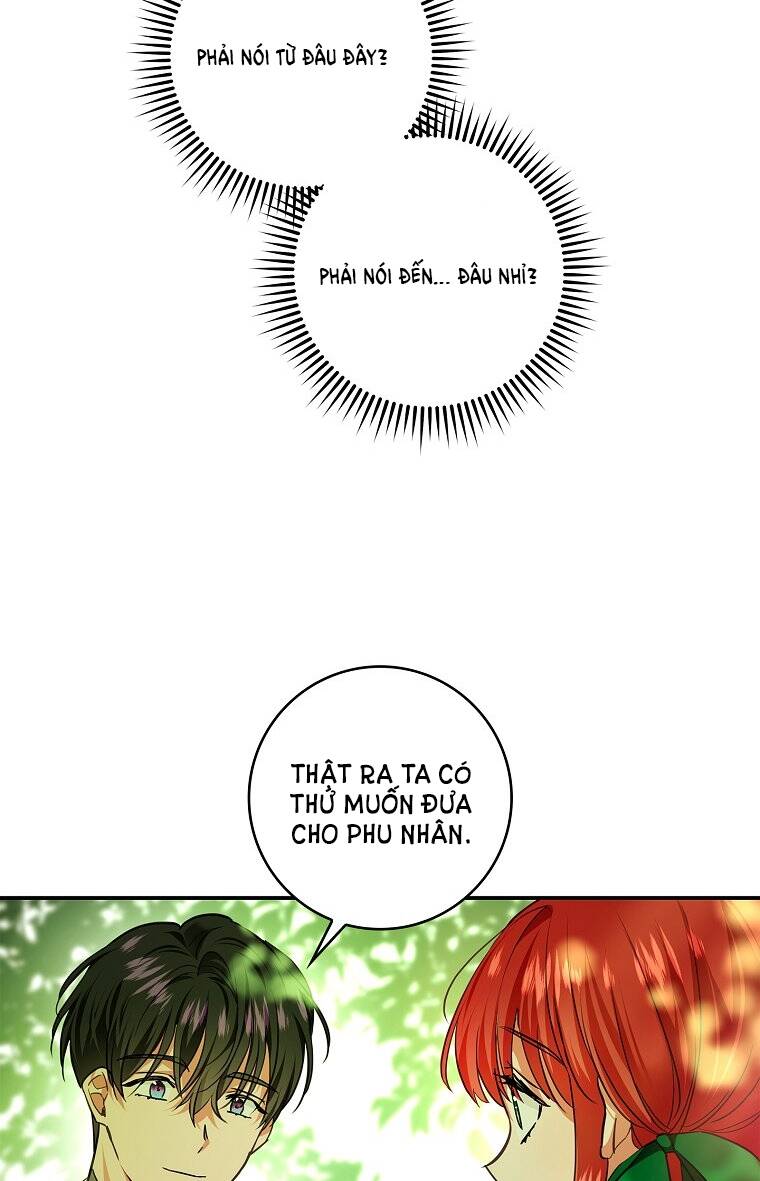 PHẢI NÓI TỪ ĐÂU ĐÂY?
PHẢI NÓI ĐẾN... ĐÂU NHỈ?
THẬT RA TA CÓ
THỨ MUỐN ĐƯA
CHO PHU NHÂN.